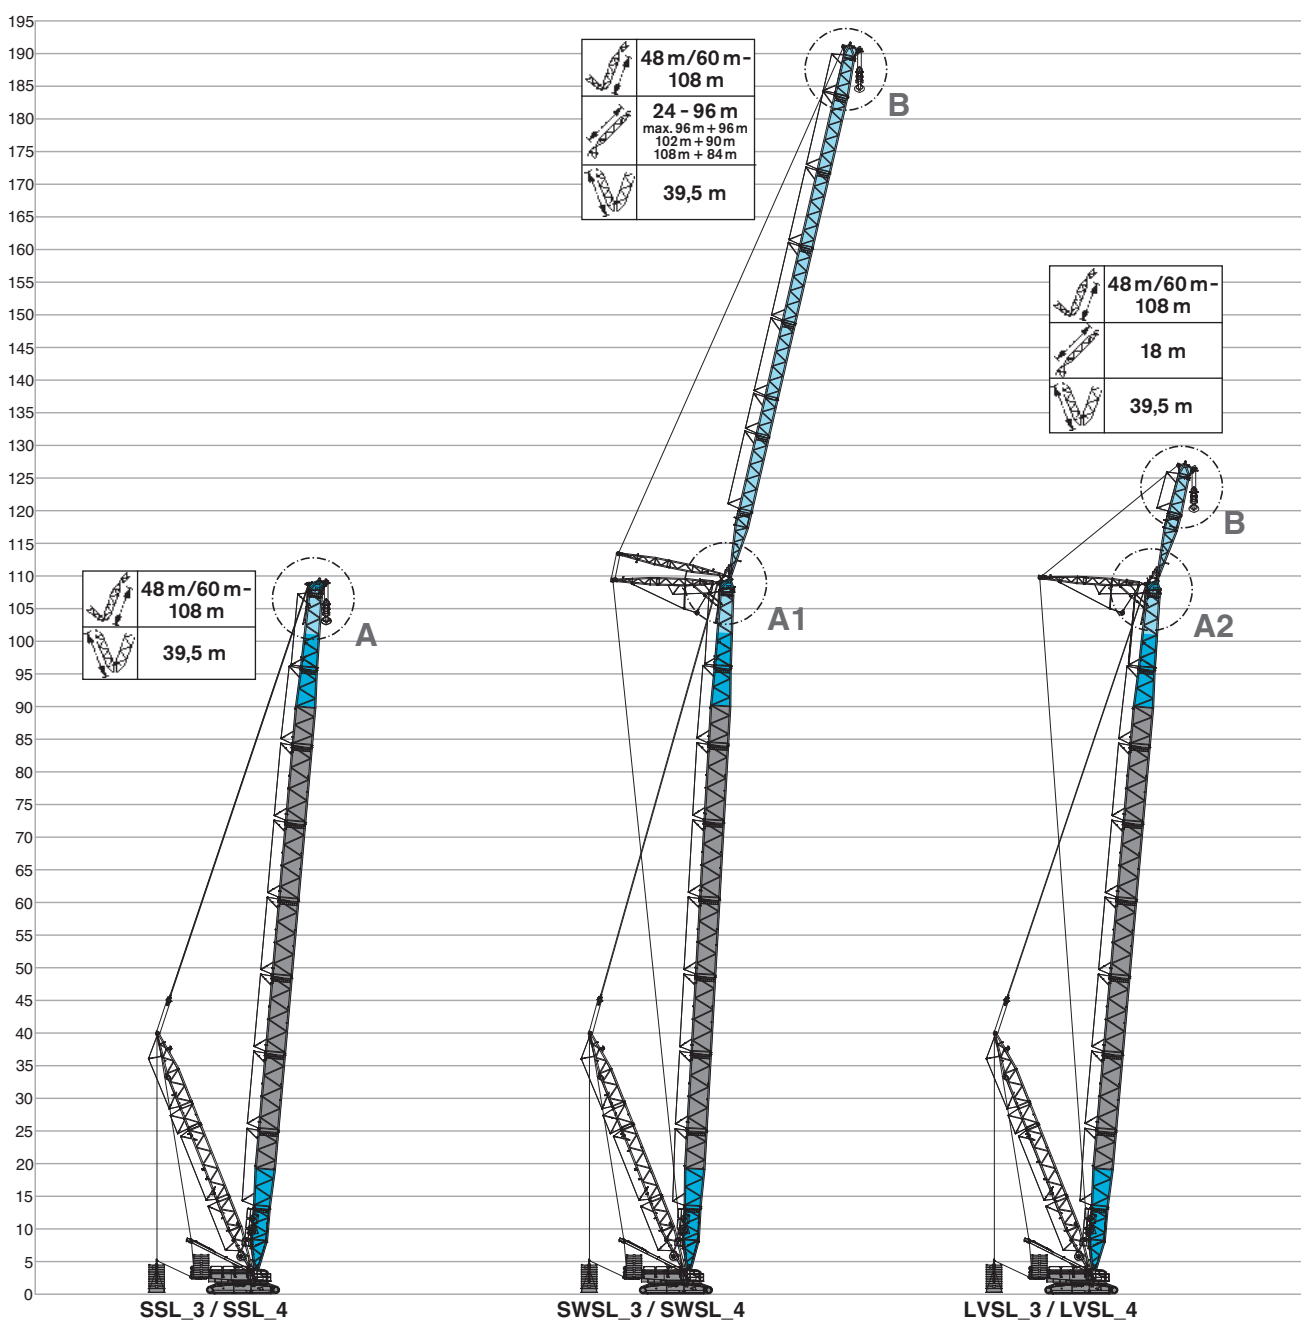 195
190
185
180
175
170
165
160
155
150
145
140
135
130
125
120
115
110
105
100
95
90
85
80
75
70
65
60
55
50
45
40
35
30
25
20
15
10
5
0
48 m/60 m-
108 m
39,5 m
A
SSL_3 / SSL_4
48 m/60 m-
108 m
24 - 96 m
max. 96 m + 96 m
102 m + 90 m
108 m + 84 m
39,5 m
B
A1
SWSL_3 / SWSL_4
48 m/60 m-
108 m
18 m
39,5 m
B
A2
LVSL_3 / LVSL_4